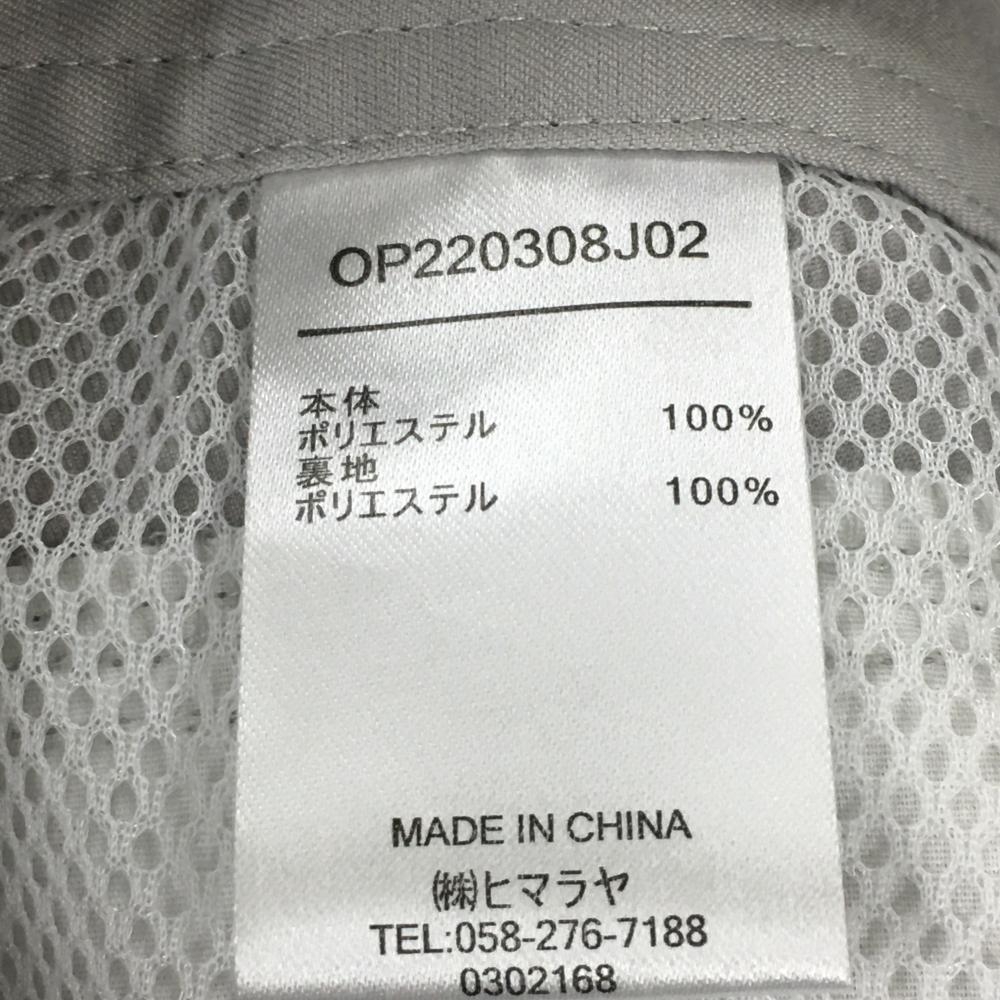 OP220308J02
本体
ポリエステル 100%
裏地
ポリエステル 100%
MADE IN CHINA
㈱ヒマラヤ
TEL:058-276-7188
0302168